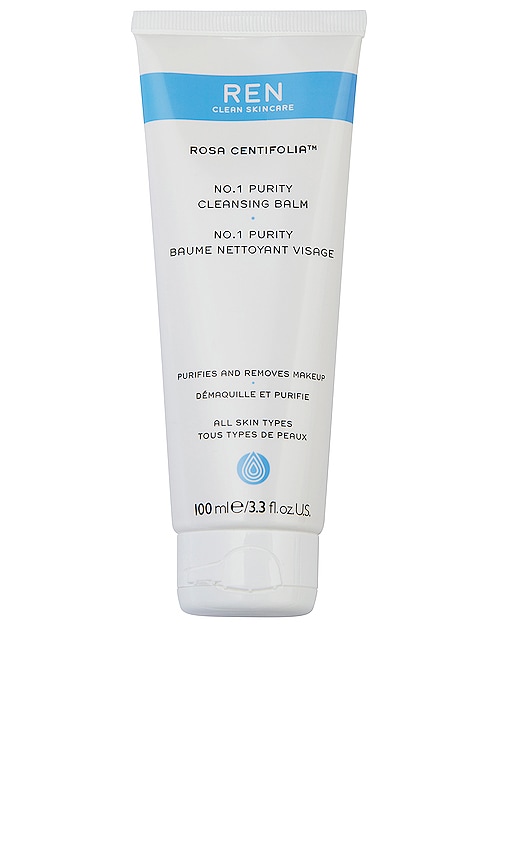 REN
CLEAN SKINCARE
ROSA CENTIFOLIA™
NO.1 PURITY
CLEANSING BALM
NO.1 PURITY
BAUME NETTOYANT VISAGE
PURIFIES AND REMOVES MAKEUP
DÉMAQUILLE ET PURIFIE
ALL SKIN TYPES
TOUS TYPES DE PEAUX
100 ml℮/3.3 fl.oz.U.S.